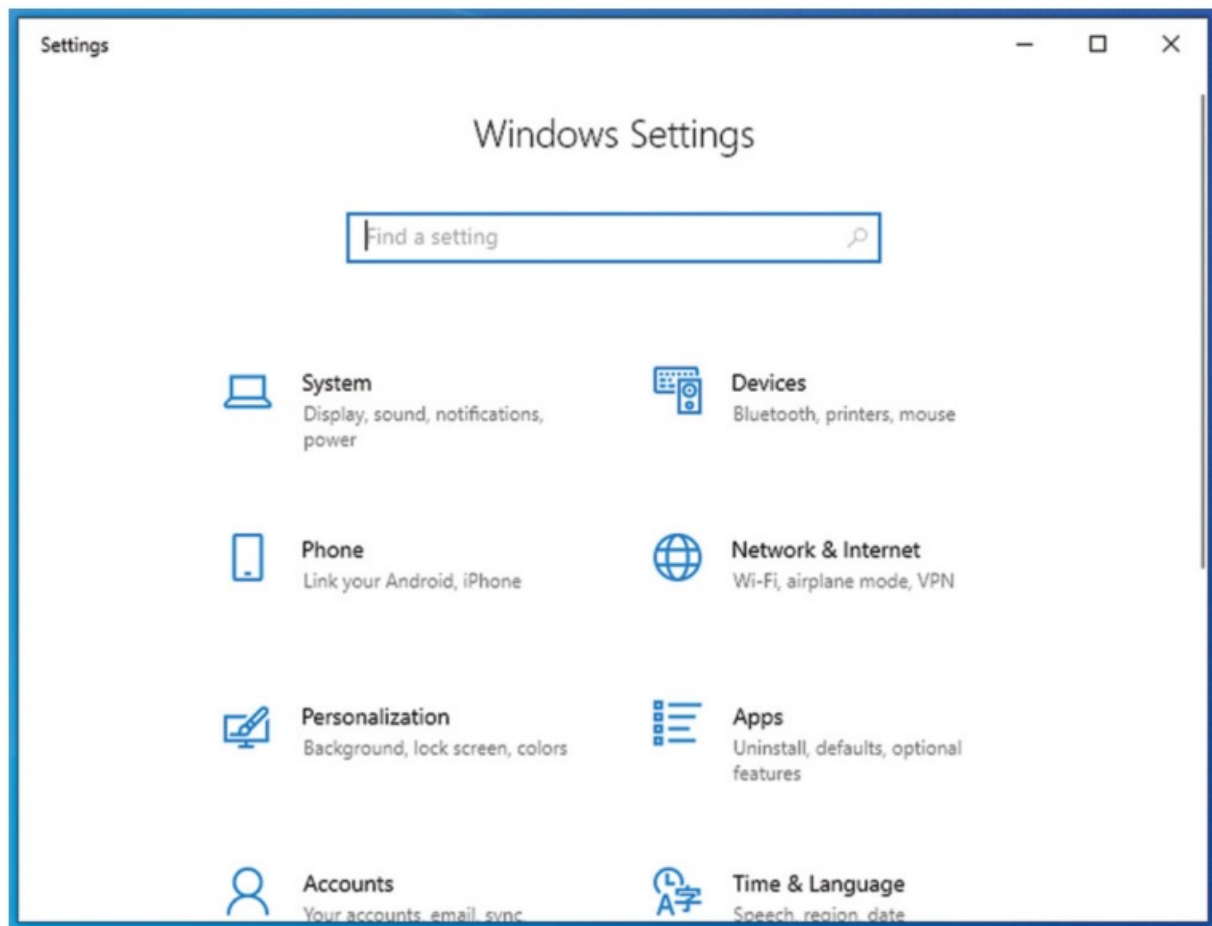 Settings
Windows Settings
Find a setting
System
Display, sound, notifications,
power
Devices
Bluetooth, printers, mouse
Phone
Link your Android, iPhone
Network & Internet
Wi-Fi, airplane mode, VPN
Personalization
Background, lock screen, colors
Apps
Uninstall, defaults, optional
features
Accounts
Your accounts, email, sync,
Time & Language
Speech, region, date